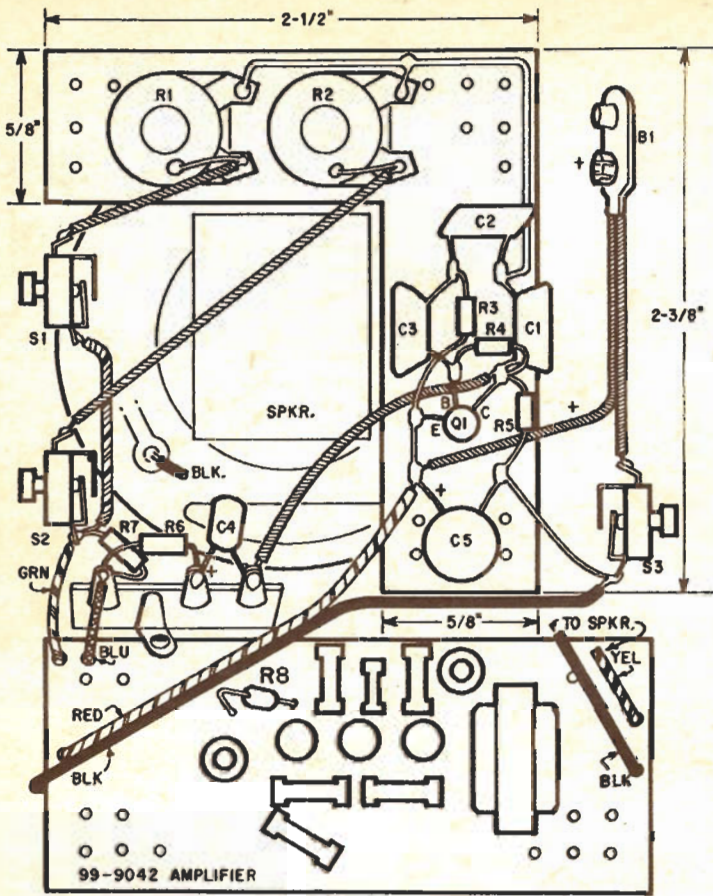 2-1/2"
5/8"
R1
R2
B1
+
C2
2-3/8"
R3
C3
R4
C1
S1
SPKR.
B
C
E
Q1
R5
+
BLK.
S2
R7
R6
C4
+
+
C5
S3
GRN
BLU
5/8"
TO SPKR.
YEL
RED
R8
BLK
BLK
99-9042 AMPLIFIER